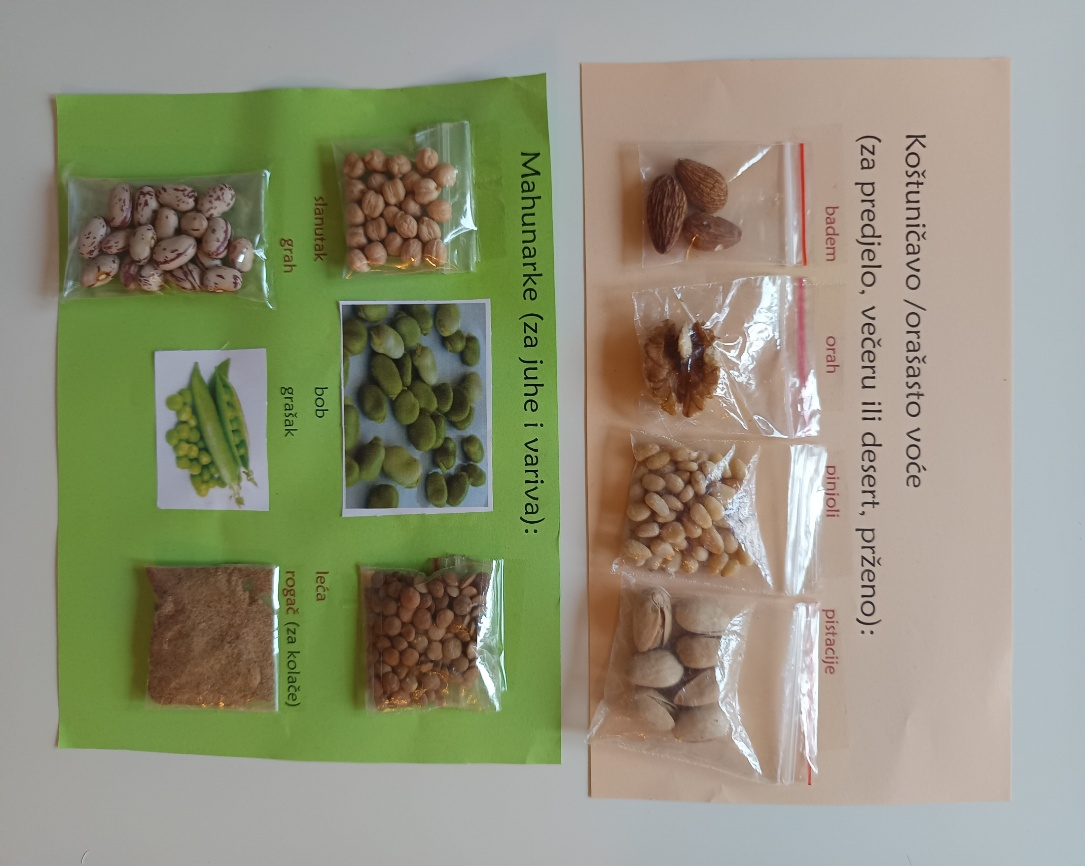 Koštuničavo /orašasto voće
(za predjelo, večeru ili desert, prženo):
badem
orah
pinjoli
pistacije
Mahunarke (za juhe i variva):
slanutak
bob
leća
grah
grašak
rogač (za kolače)